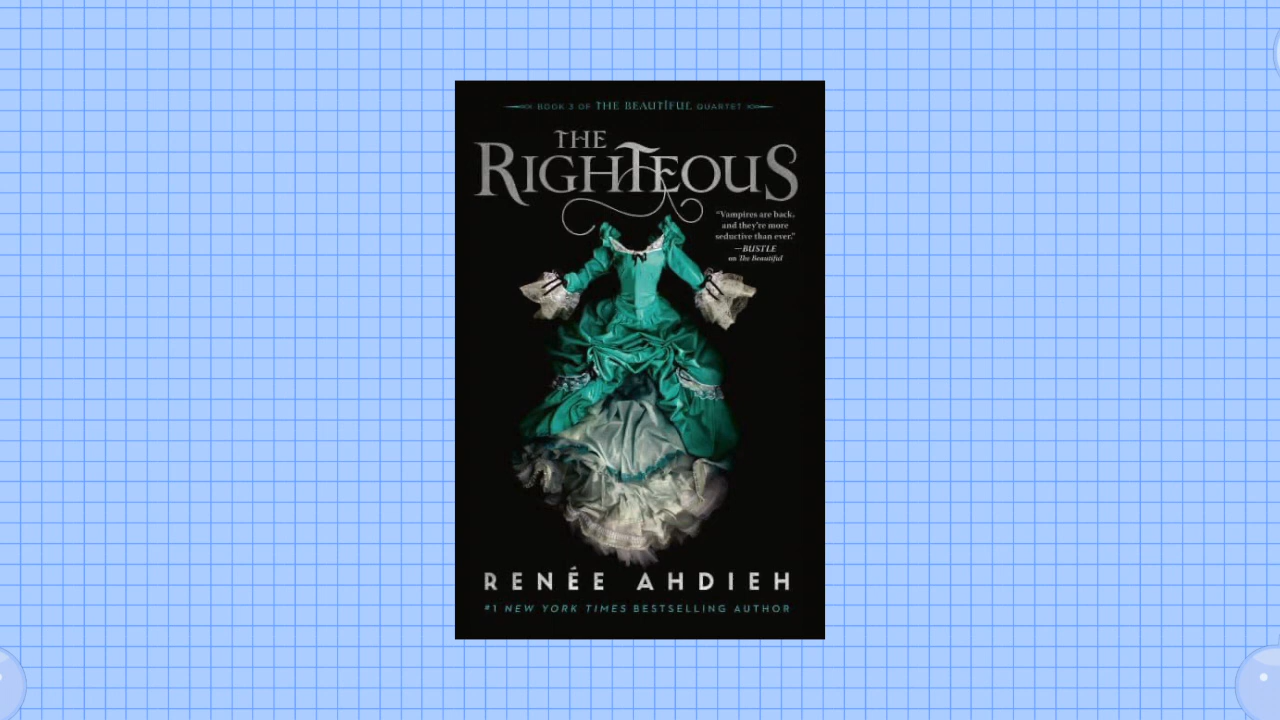 BOOK 3 OF THE BEAUTIFUL QUARTET
THE
RIGHTEOUS
“Vampires are back,
and they’re more
seductive than ever.”
—BUSTLE
on The Beautiful
RENÉE AHDIEH
#1 NEW YORK TIMES BESTSELLING AUTHOR